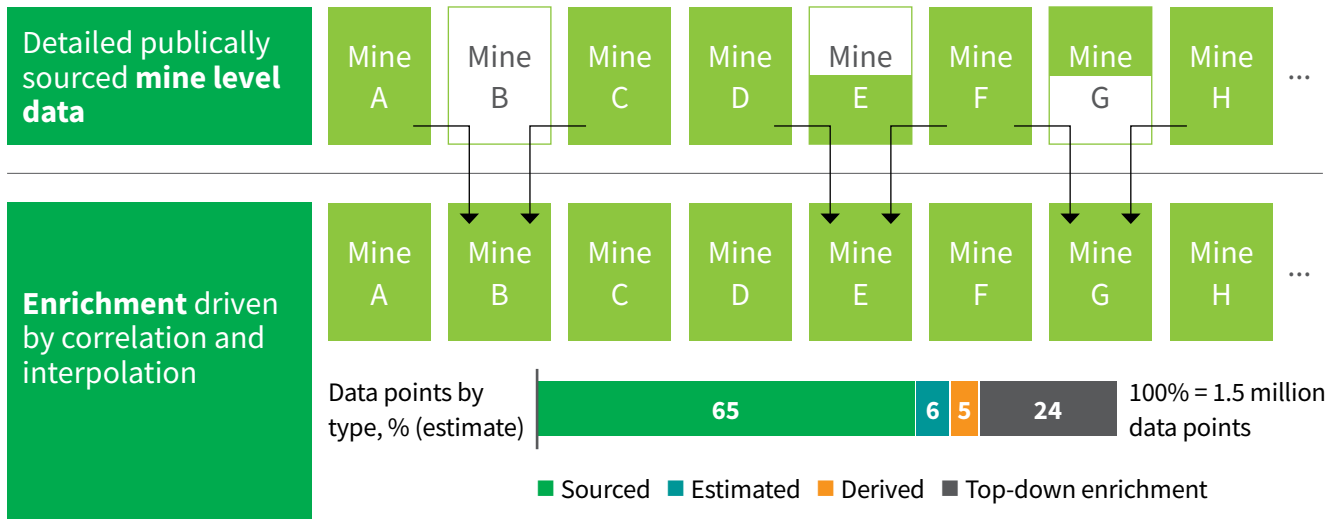 Detailed publically
sourced mine level
data
Mine A
Mine B
Mine C
Mine D
Mine E
Mine F
Mine G
Mine H
...
Enrichment driven
by correlation and
interpolation
Mine A
Mine B
Mine C
Mine D
Mine E
Mine F
Mine G
Mine H
...
Data points by
type, % (estimate)
65 6 5 24
100% = 1.5 million
data points
Sourced Estimated Derived Top-down enrichment